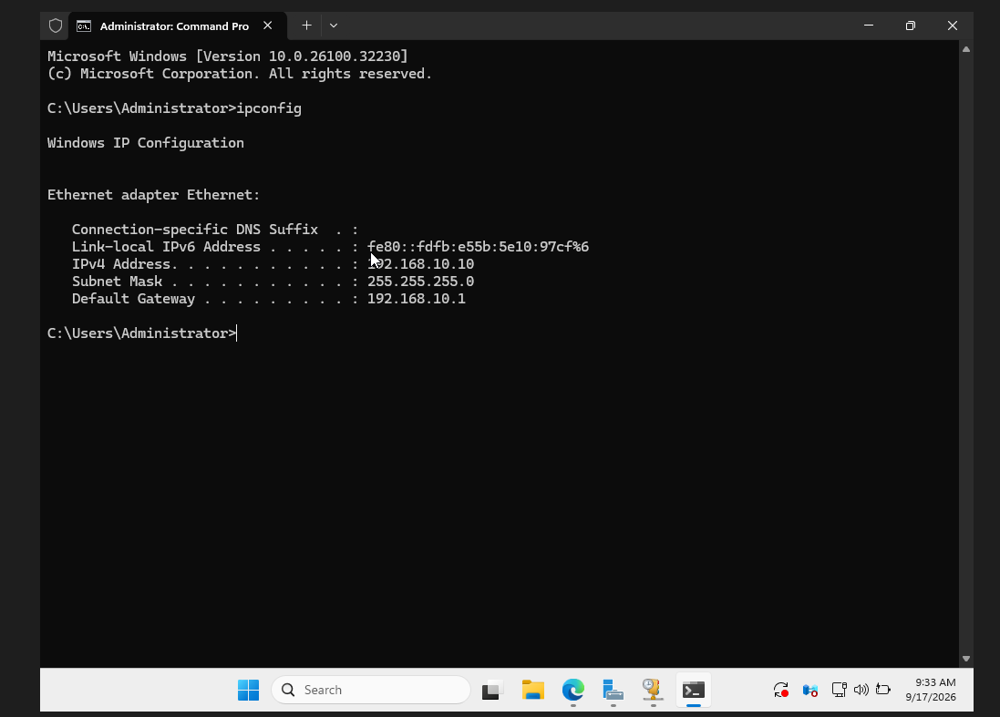 Administrator: Command Pro
Microsoft Windows [Version 10.0.26100.32230]
(c) Microsoft Corporation. All rights reserved.
C:\Users\Administrator>ipconfig
Windows IP Configuration
Ethernet adapter Ethernet:
Connection-specific DNS Suffix  . :
Link-local IPv6 Address . . . . . : fe80::fdfb:e55b:5e10:97cf%6
IPv4 Address. . . . . . . . . . . : 192.168.10.10
Subnet Mask . . . . . . . . . . . : 255.255.255.0
Default Gateway . . . . . . . . . : 192.168.10.1
C:\Users\Administrator>
Search
9:33 AM
9/17/2026